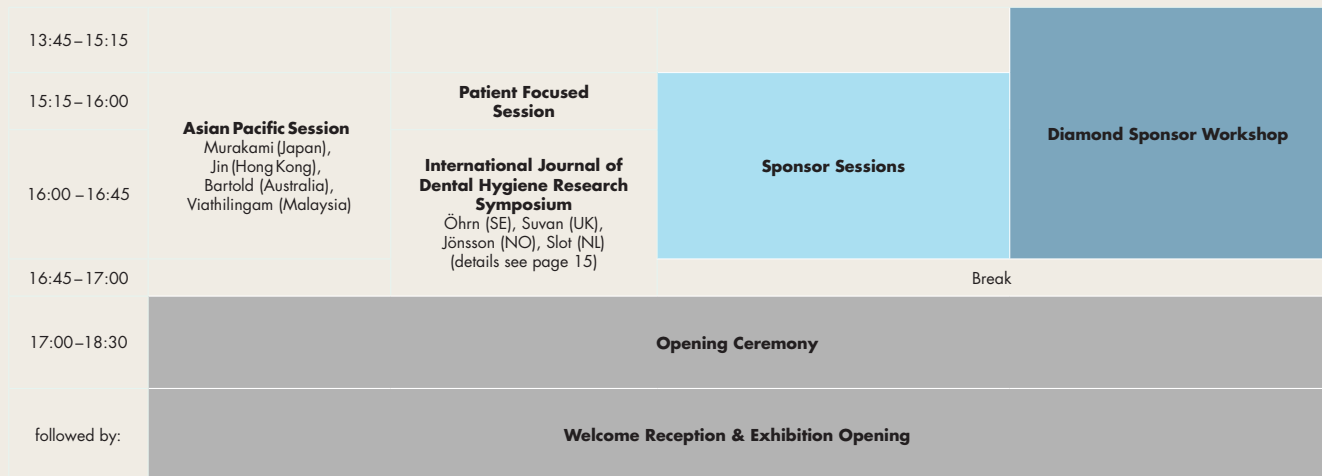 13:45–15:15
15:15–16:00
16:00 –16:45
16:45–17:00
17:00–18:30
followed by:
Asian Pacific Session
Murakami (Japan),
Jin (Hong Kong),
Bartold (Australia),
Viathilingam (Malaysia)
Patient Focused
Session
International Journal of
Dental Hygiene Research
Symposium
Öhrn (SE), Suvan (UK),
Jönsson (NO), Slot (NL)
(details see page 15)
Sponsor Sessions
Diamond Sponsor Workshop
Break
Opening Ceremony
Welcome Reception & Exhibition Opening